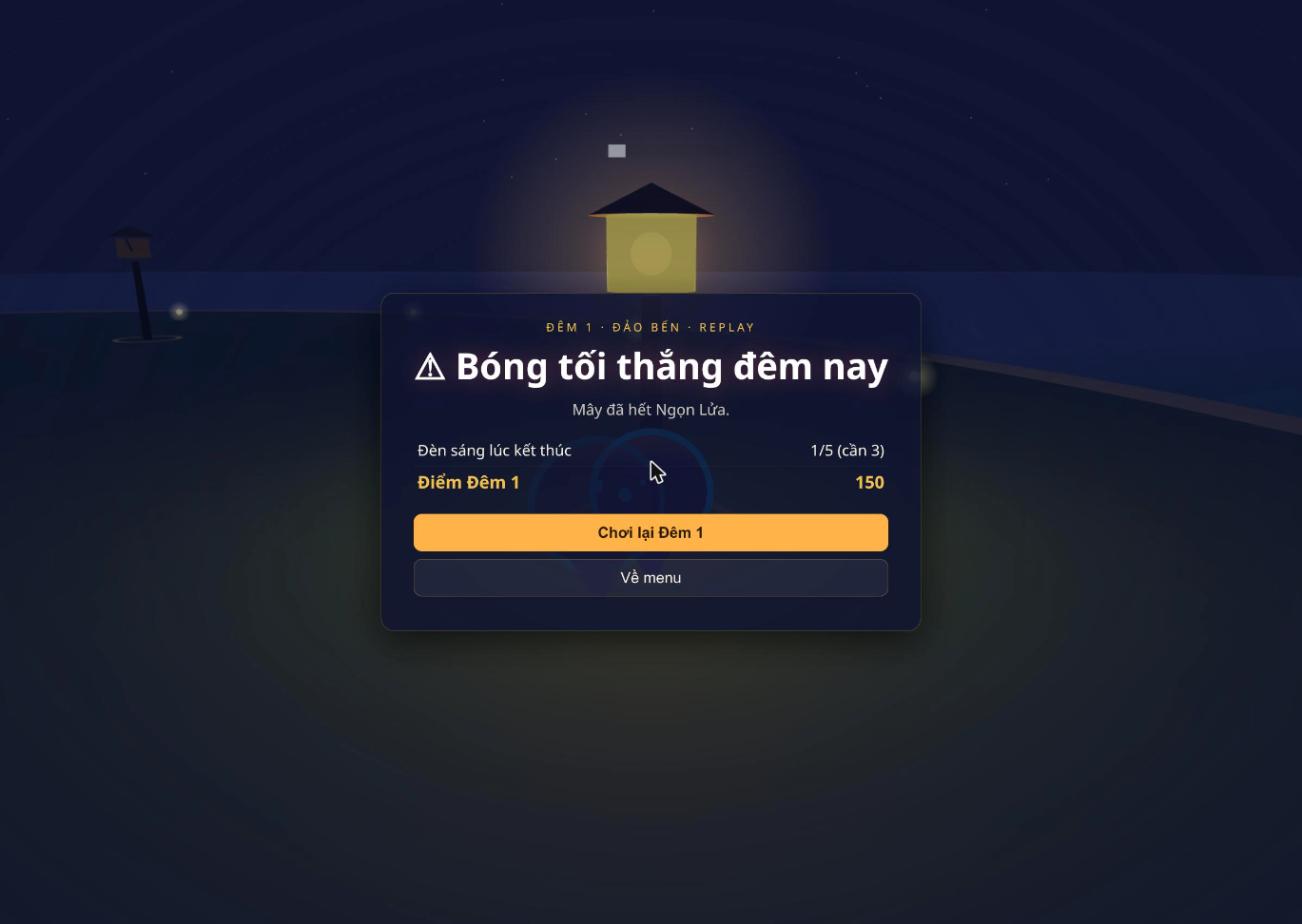 ĐÊM 1 · ĐẢO BẾN · REPLAY
⚠ Bóng tối thắng đêm nay
Mây đã hết Ngọn Lửa.
Đèn sáng lúc kết thúc 1/5 (cần 3)
Điểm Đêm 1 150
Chơi lại Đêm 1
Về menu